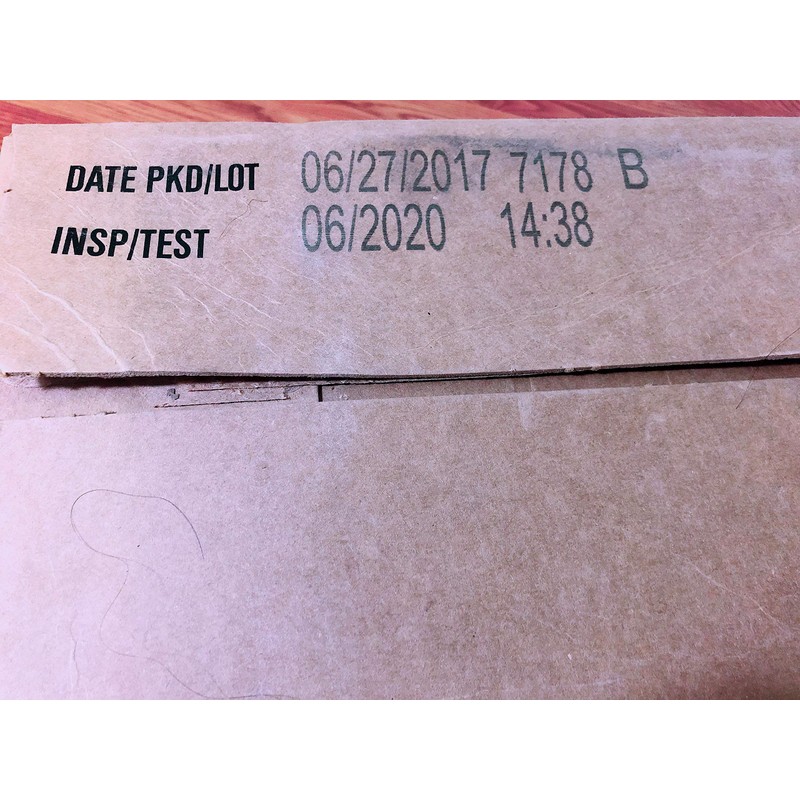 DATE PKD/LOT 06/27/2017 7178 B
INSP/TEST 06/2020 14:38